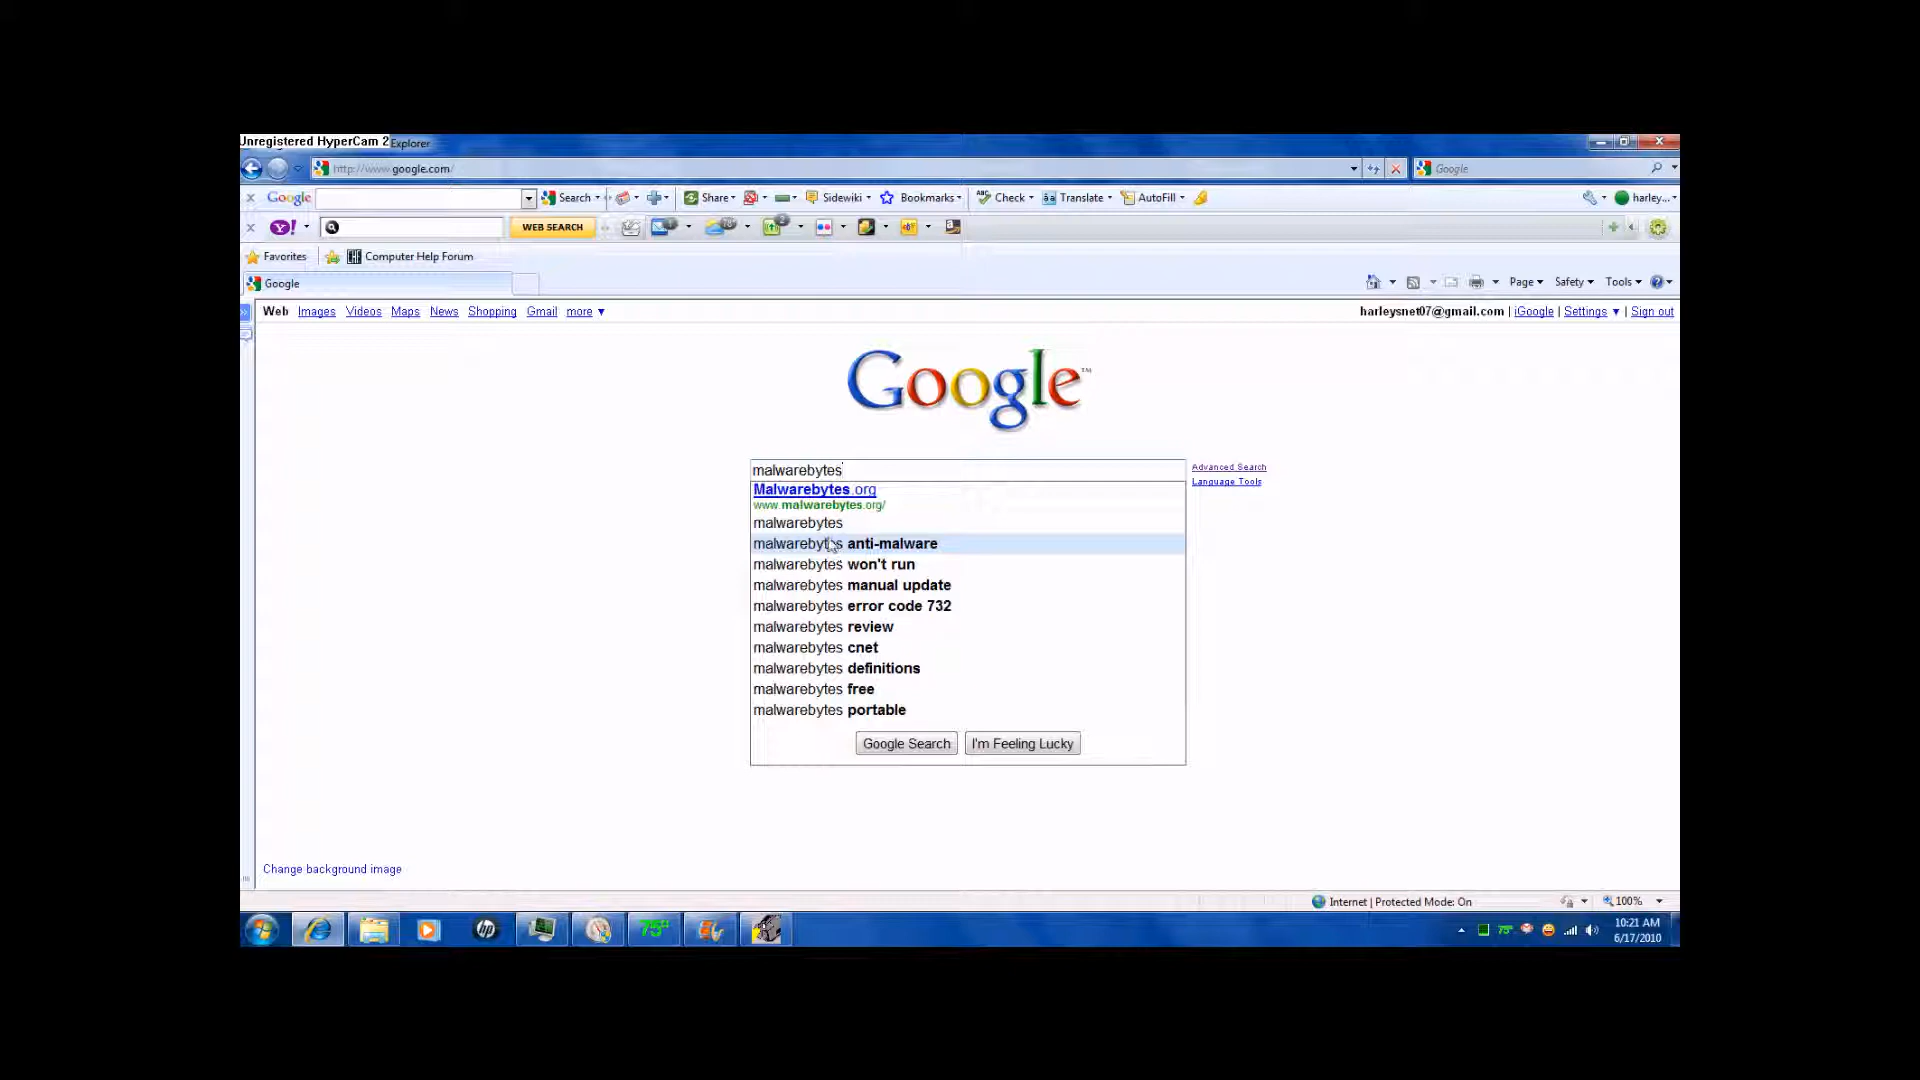 Unregistered HyperCam 2 Explorer
http://www.google.com/ Google
Google Search Share Sidewiki Bookmarks Check Translate AutoFill harley...
Y! WEB SEARCH
Favorites Computer Help Forum
Google Page Safety Tools
Web Images Videos Maps News Shopping Gmail more ▼ harleysnet07@gmail.com | iGoogle | Settings ▼ | Sign out
Google™
malwarebytes Advanced Search
Language Tools
Malwarebytes.org
www.malwarebytes.org/
malwarebytes
malwarebytes anti-malware
malwarebytes won't run
malwarebytes manual update
malwarebytes error code 732
malwarebytes review
malwarebytes cnet
malwarebytes definitions
malwarebytes free
malwarebytes portable
Google Search I'm Feeling Lucky
Change background image
Internet | Protected Mode: On 100%
hp 75° 75° 10:21 AM
6/17/2010